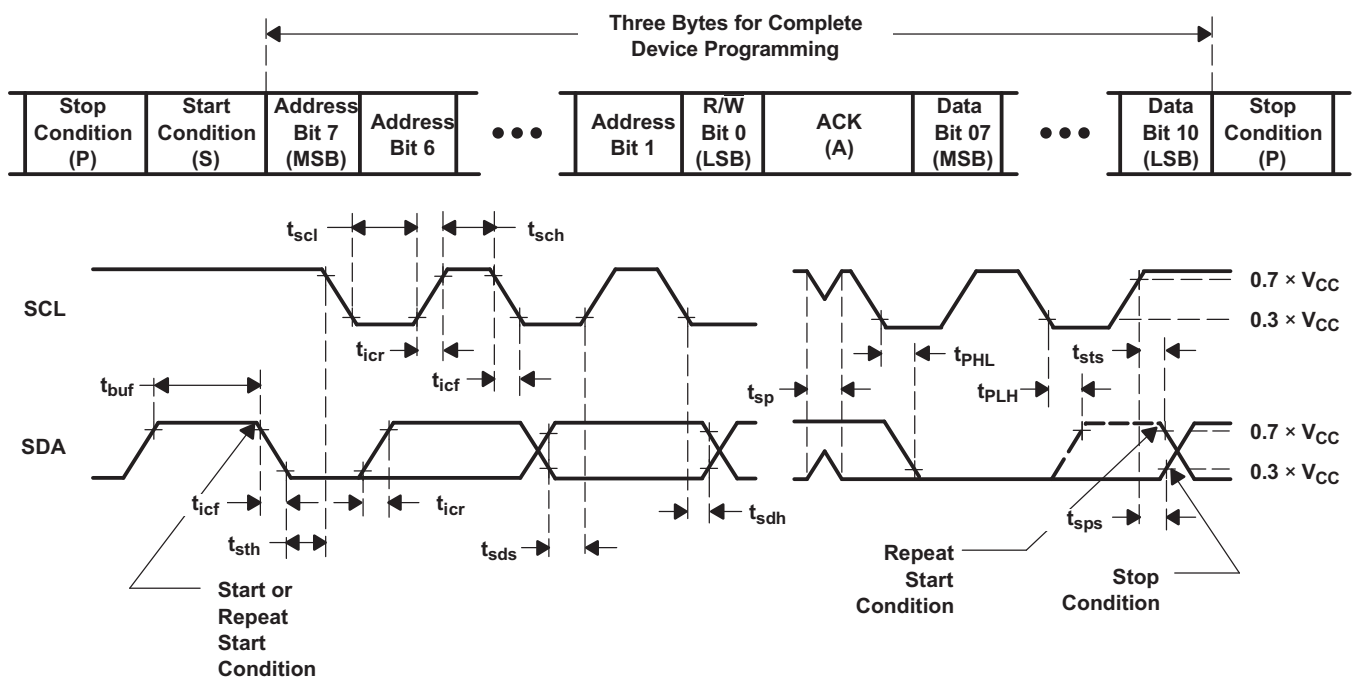 Three Bytes for Complete
Device Programming
Stop
Condition
(P)
Start
Condition
(S)
Address
Bit 7
(MSB)
Address
Bit 6
•••
Address
Bit 1
R/W̅
Bit 0
(LSB)
ACK
(A)
Data
Bit 07
(MSB)
•••
Data
Bit 10
(LSB)
Stop
Condition
(P)
tscl
tsch
SCL
0.7 × VCC
0.3 × VCC
ticr
ticf
tPHL
tsts
tbuf
tsp
tPLH
SDA
0.7 × VCC
0.3 × VCC
ticf
ticr
tsth
tsds
tsdh
tsps
Start or
Repeat
Start
Condition
Repeat
Start
Condition
Stop
Condition